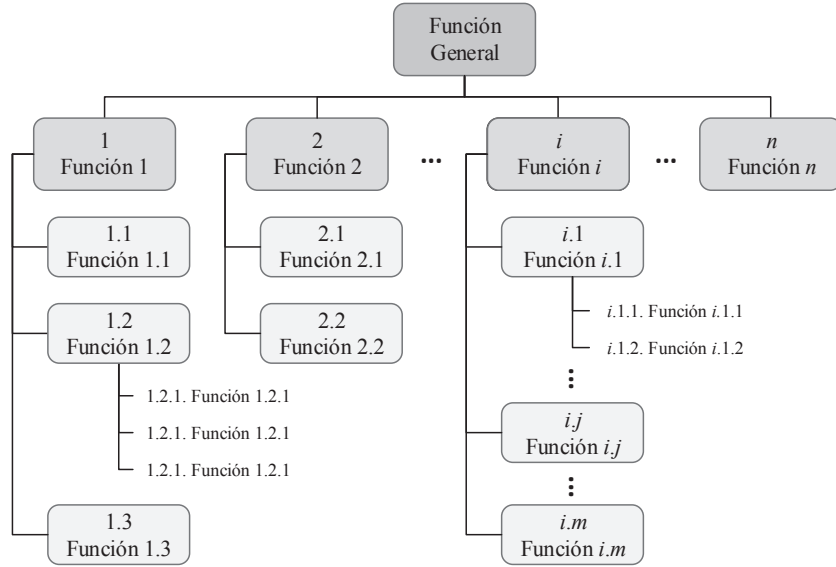 Función
General
1
Función 1
2
Función 2
...
i
Función i
...
n
Función n
1.1
Función 1.1
1.2
Función 1.2
1.2.1. Función 1.2.1
1.2.1. Función 1.2.1
1.2.1. Función 1.2.1
1.3
Función 1.3
2.1
Función 2.1
2.2
Función 2.2
i.1
Función i.1
i.1.1. Función i.1.1
i.1.2. Función i.1.2
⋮
i.j
Función i.j
⋮
i.m
Función i.m